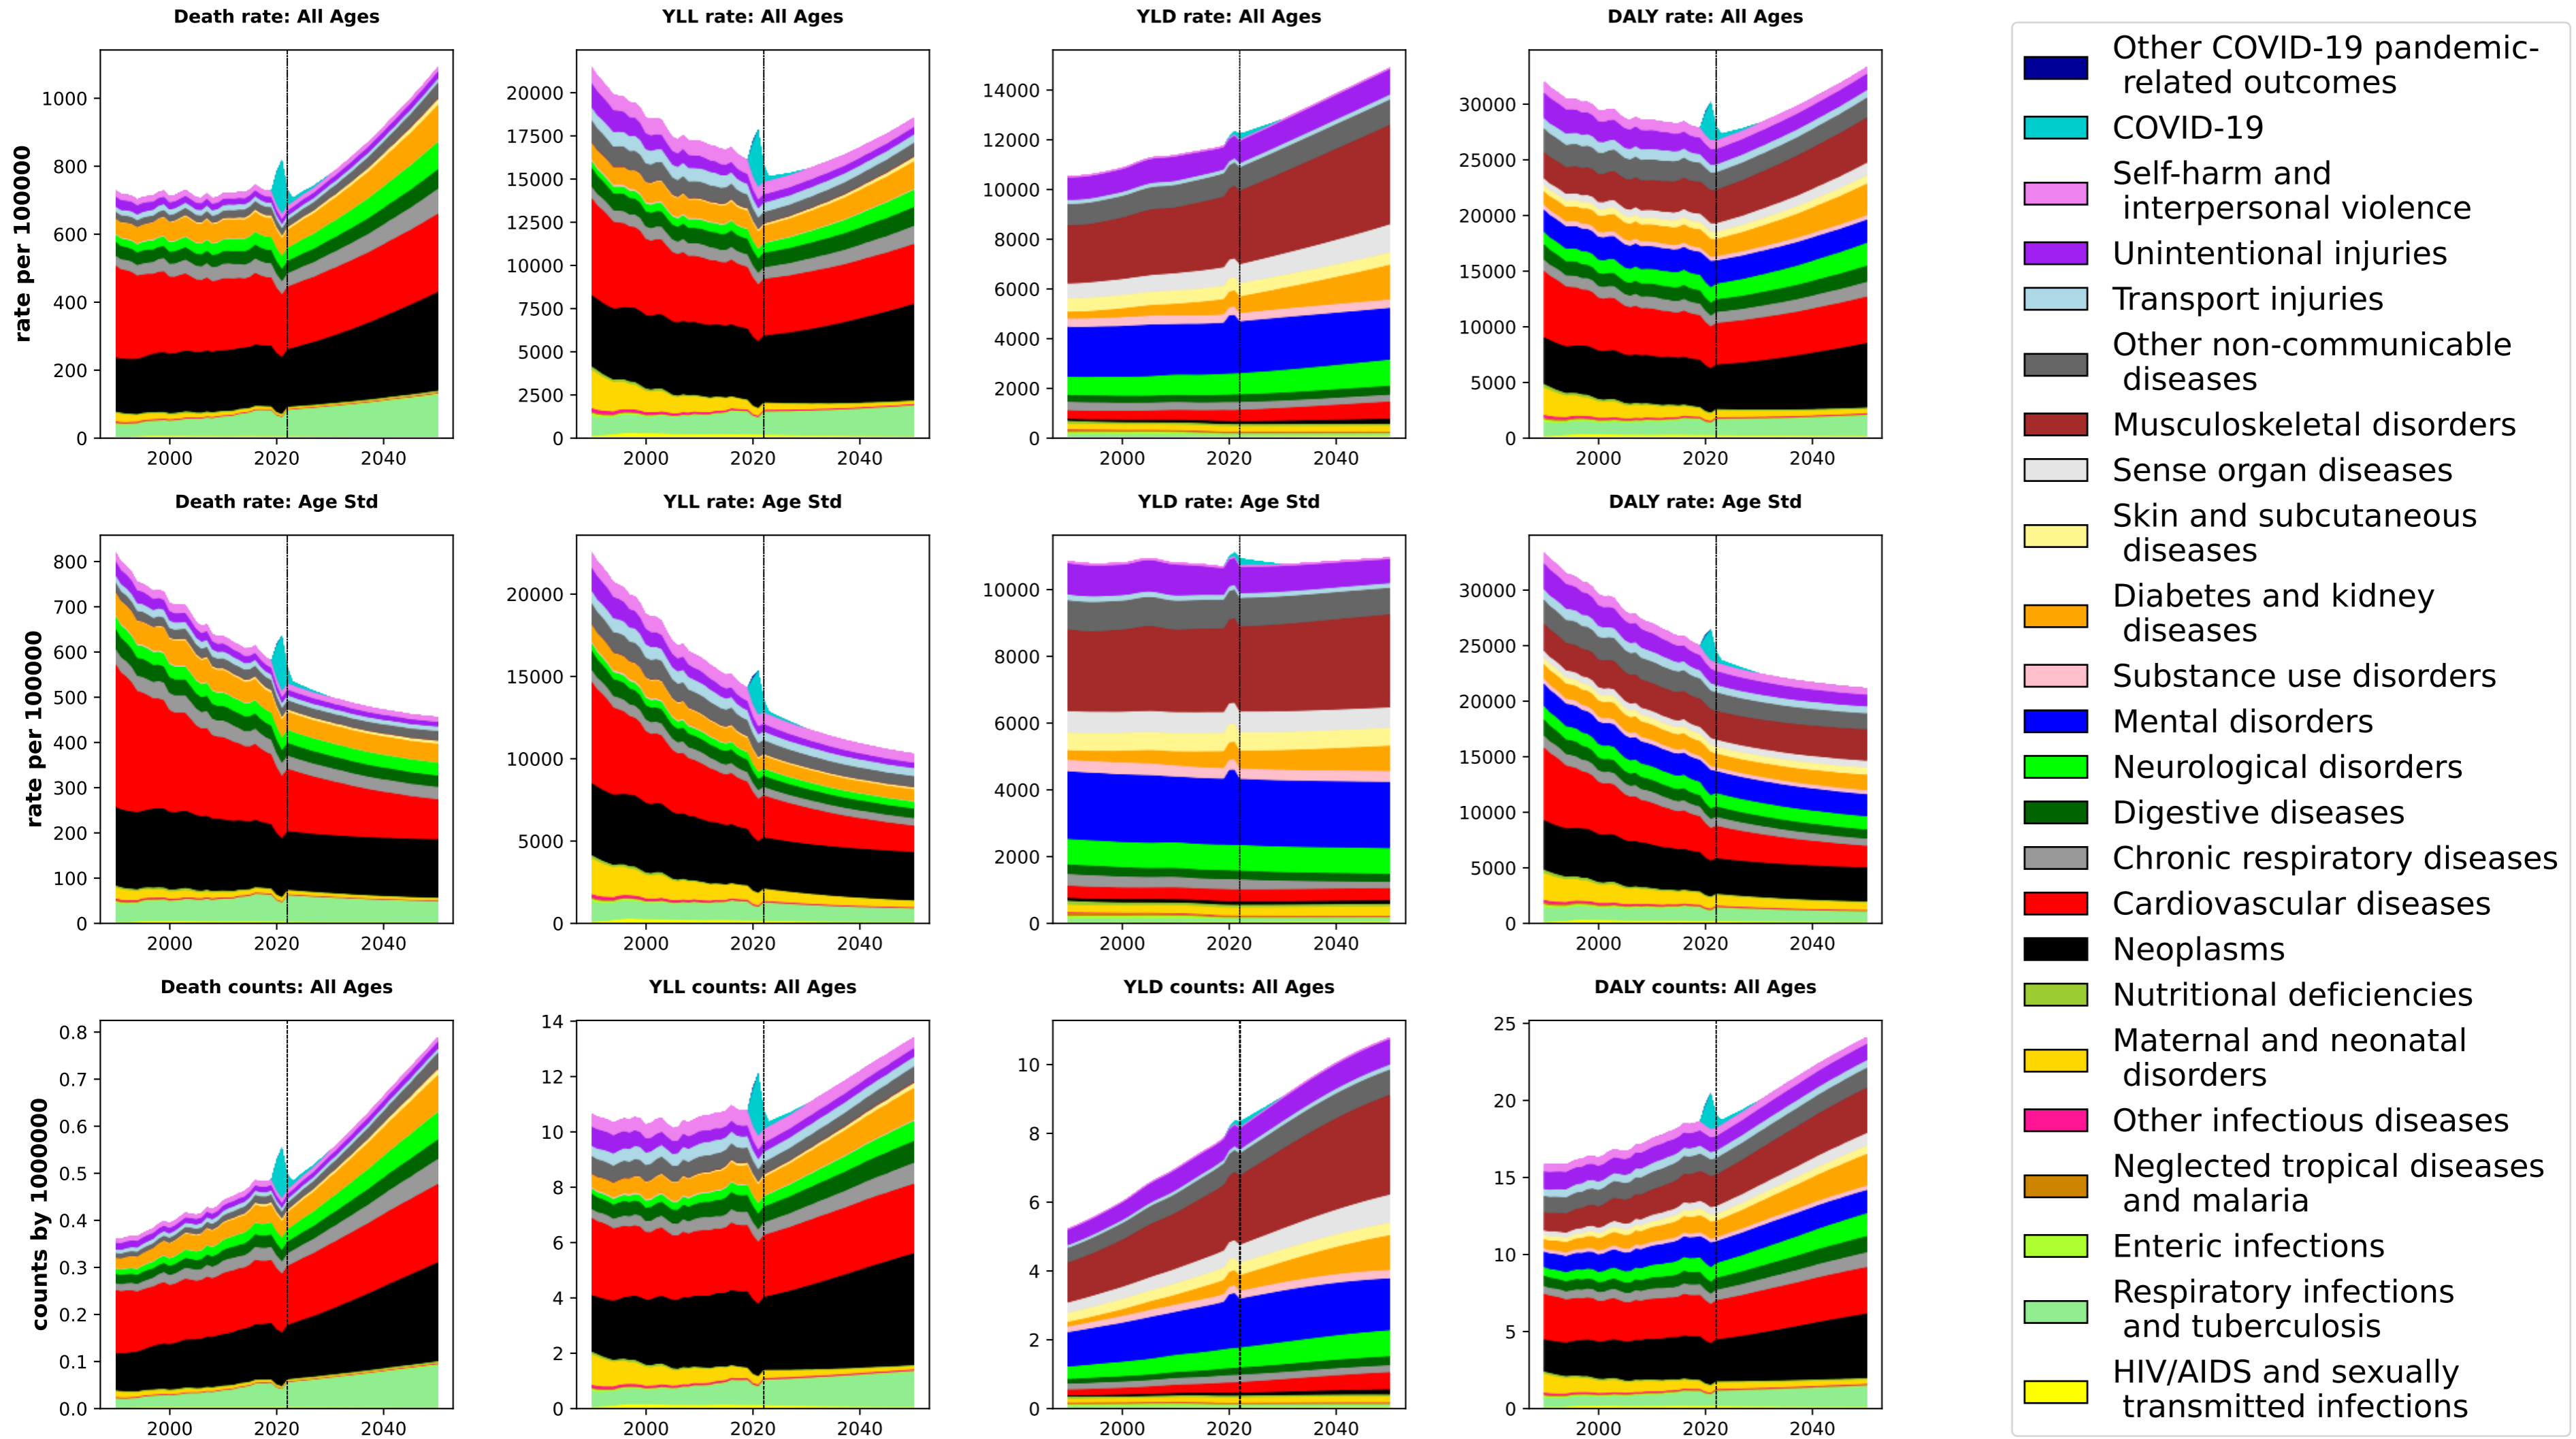 Death rate: All Ages
YLL rate: All Ages
YLD rate: All Ages
DALY rate: All Ages
rate per 100000
1000
800
600
400
200
0
2000 2020 2040
20000
17500
15000
12500
10000
7500
5000
2500
0
2000 2020 2040
14000
12000
10000
8000
6000
4000
2000
0
2000 2020 2040
30000
25000
20000
15000
10000
5000
0
2000 2020 2040
Death rate: Age Std
YLL rate: Age Std
YLD rate: Age Std
DALY rate: Age Std
rate per 100000
800
700
600
500
400
300
200
100
0
2000 2020 2040
20000
15000
10000
5000
0
2000 2020 2040
10000
8000
6000
4000
2000
0
2000 2020 2040
30000
25000
20000
15000
10000
5000
0
2000 2020 2040
Death counts: All Ages
YLL counts: All Ages
YLD counts: All Ages
DALY counts: All Ages
counts by 1000000
0.8
0.7
0.6
0.5
0.4
0.3
0.2
0.1
0.0
2000 2020 2040
14
12
10
8
6
4
2
0
2000 2020 2040
10
8
6
4
2
0
2000 2020 2040
25
20
15
10
5
0
2000 2020 2040
Other COVID-19 pandemic-
related outcomes
COVID-19
Self-harm and
interpersonal violence
Unintentional injuries
Transport injuries
Other non-communicable
diseases
Musculoskeletal disorders
Sense organ diseases
Skin and subcutaneous
diseases
Diabetes and kidney
diseases
Substance use disorders
Mental disorders
Neurological disorders
Digestive diseases
Chronic respiratory diseases
Cardiovascular diseases
Neoplasms
Nutritional deficiencies
Maternal and neonatal
disorders
Other infectious diseases
Neglected tropical diseases
and malaria
Enteric infections
Respiratory infections
and tuberculosis
HIV/AIDS and sexually
transmitted infections